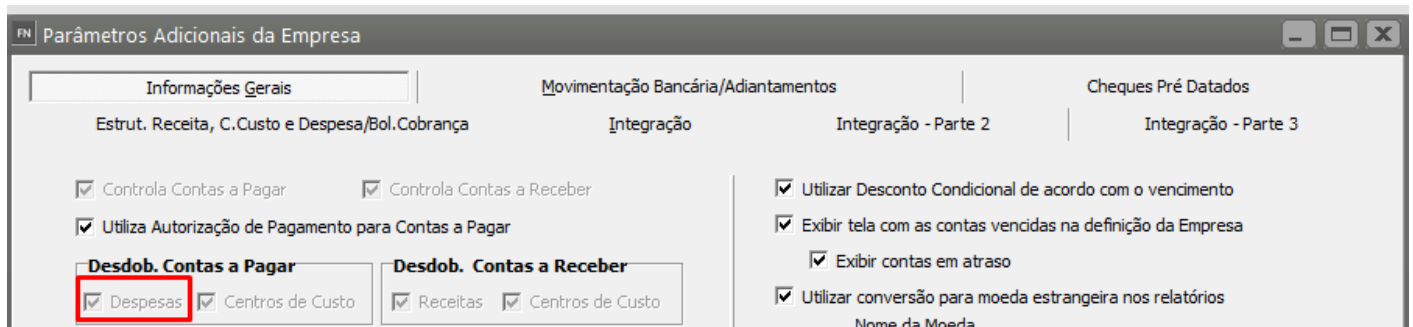 FN Parâmetros Adicionais da Empresa
Informações Gerais Movimentação Bancária/Adiantamentos Cheques Pré Datados
Estrut. Receita, C.Custo e Despesa/Bol.Cobrança Integração Integração - Parte 2 Integração - Parte 3
Controla Contas a Pagar Controla Contas a Receber
Utiliza Autorização de Pagamento para Contas a Pagar
Desdob. Contas a Pagar Desdob. Contas a Receber
Despesas Centros de Custo Receitas Centros de Custo
Utilizar Desconto Condicional de acordo com o vencimento
Exibir tela com as contas vencidas na definição da Empresa
Exibir contas em atraso
Utilizar conversão para moeda estrangeira nos relatórios
Nome da Moeda